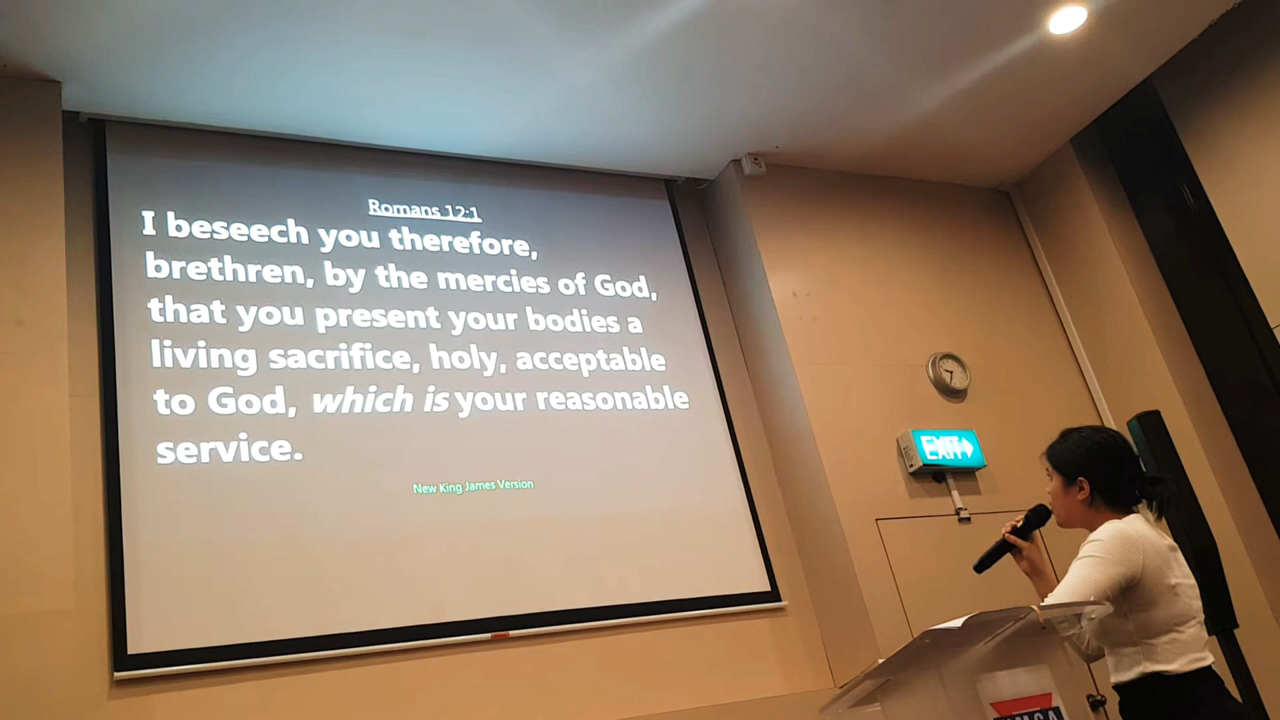 Romans 12:1
I beseech you therefore,
brethren, by the mercies of God,
that you present your bodies a
living sacrifice, holy, acceptable
to God, which is your reasonable
service.
New King James Version
EXIT